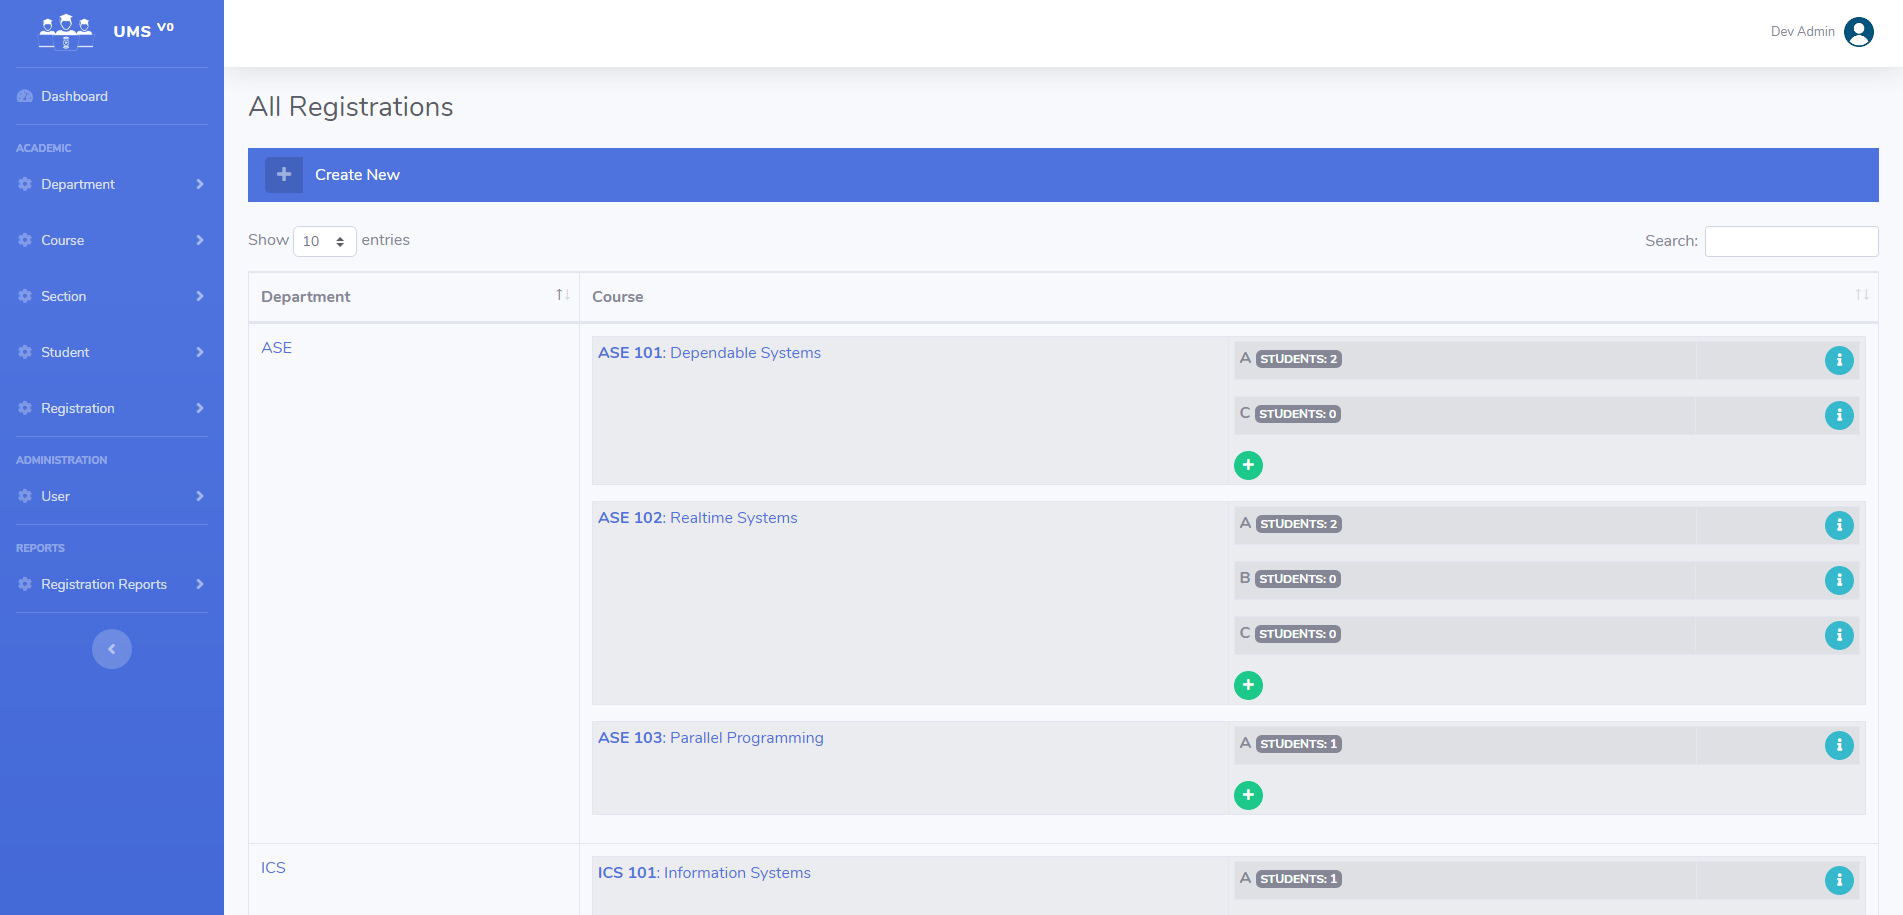 UMS V0
Dev Admin
Dashboard
ACADEMIC
Department
Course
Section
Student
Registration
ADMINISTRATION
User
REPORTS
Registration Reports
All Registrations
Create New
Show 10 entries
Search:
Department Course
ASE
ASE 101: Dependable Systems
A STUDENTS: 2
C STUDENTS: 0
ASE 102: Realtime Systems
A STUDENTS: 2
B STUDENTS: 0
C STUDENTS: 0
ASE 103: Parallel Programming
A STUDENTS: 1
ICS
ICS 101: Information Systems
A STUDENTS: 1